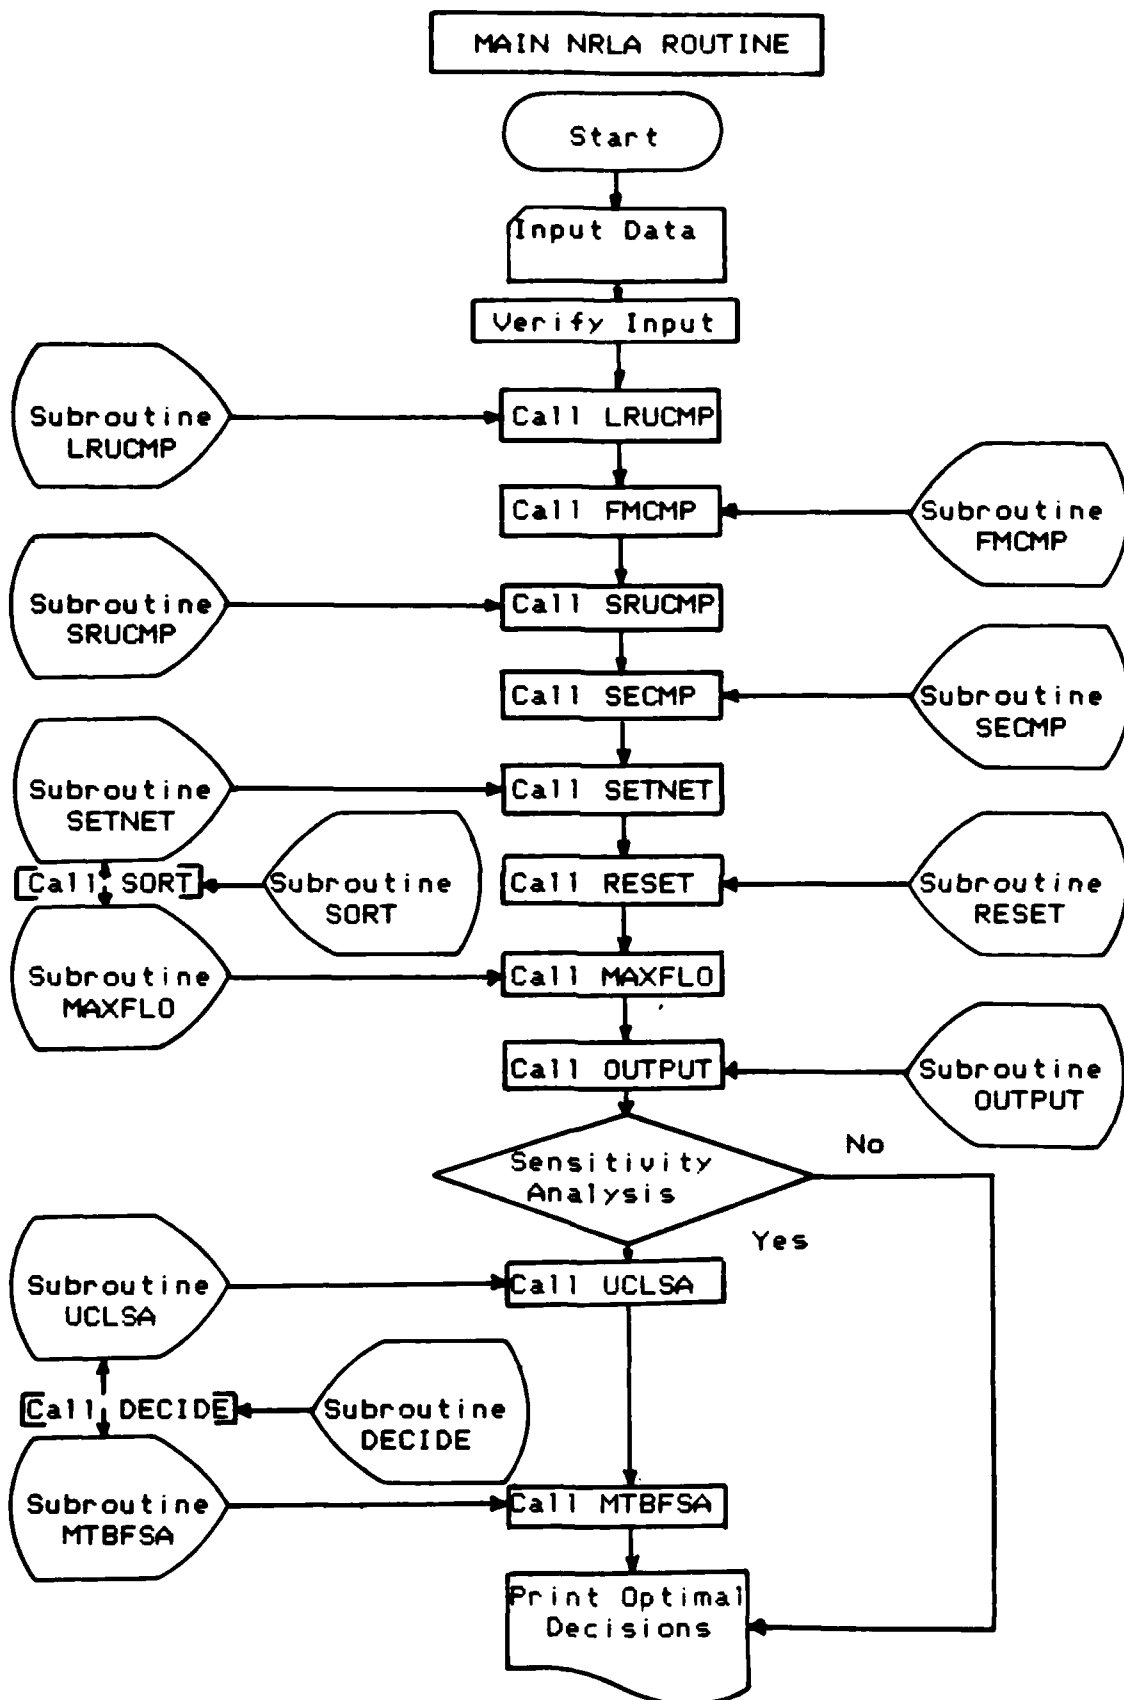 MAIN NRLA ROUTINE
Start
Input Data
Verify Input
Subroutine
LRUCMP
Call LRUCMP
Call FMCMP
Subroutine
FMCMP
Subroutine
SRUCMP
Call SRUCMP
Call SECMP
Subroutine
SECMP
Subroutine
SETNET
Call SETNET
Call SORT
Subroutine
SORT
Call RESET
Subroutine
RESET
Subroutine
MAXFLO
Call MAXFLO
Call OUTPUT
Subroutine
OUTPUT
Sensitivity
Analysis
No
Yes
Subroutine
UCLSA
Call UCLSA
Call DECIDE
Subroutine
DECIDE
Subroutine
MTBFSA
Call MTBFSA
Print Optimal
Decisions